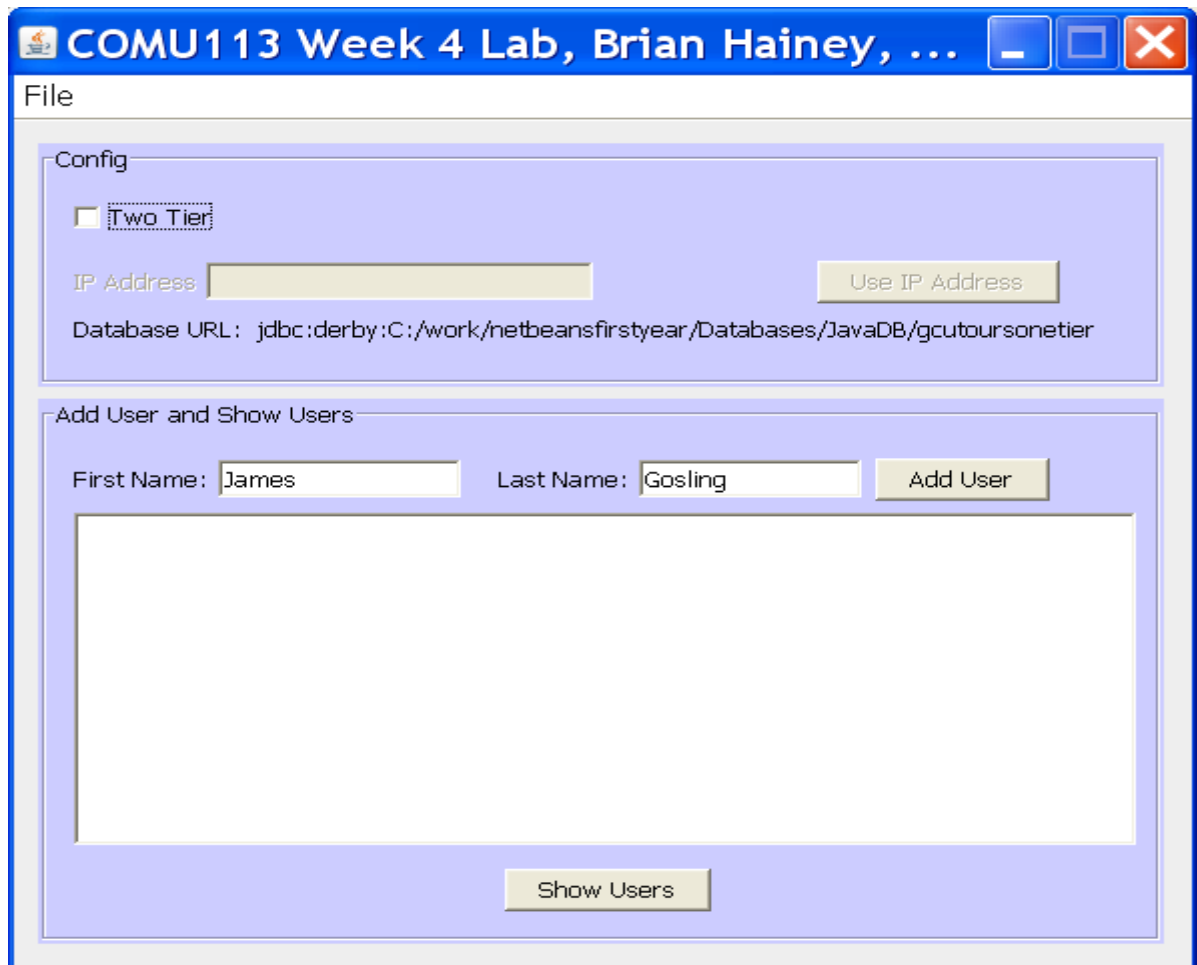 COMU113 Week 4 Lab, Brian Hainey, ...
File
Config
Two Tier
IP Address Use IP Address
Database URL: jdbc:derby:C:/work/netbeansfirstyear/Databases/JavaDB/gcutoursonetier
Add User and Show Users
First Name: James Last Name: Gosling Add User
Show Users